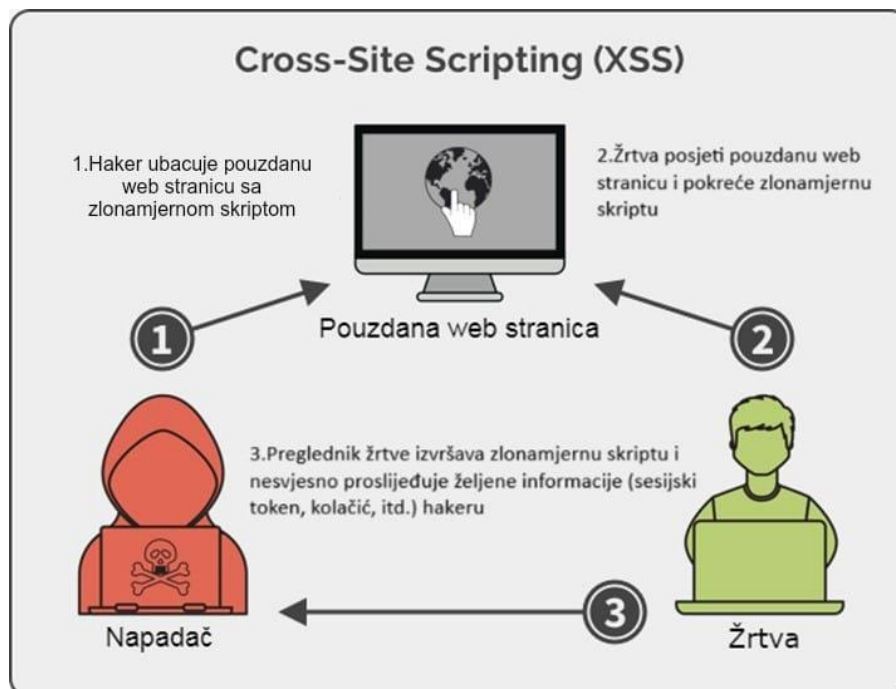 Cross-Site Scripting (XSS)
1.Haker ubacuje pouzdanu
web stranicu sa
zlonamjernom skriptom
2.Žrtva posjeti pouzdanu web
stranicu i pokreće zlonamjernu
skriptu
Pouzdana web stranica
1
2
3.Preglednik žrtve izvršava zlonamjernu skriptu i
nesvjesno proslijeđuje željene informacije (sesijski
token, kolačić, itd.) hakeru
3
Napadač
Žrtva